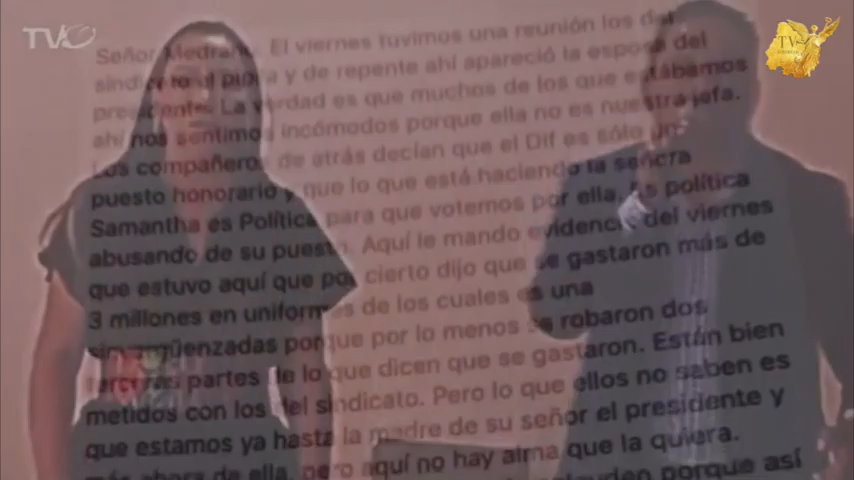 TVO
TV
Señor Medrano. El viernes tuvimos una reunión los del
sindicato y de repente ahí apareció la esposa del
presidente. La verdad es que muchos de los que estábamos
ahí nos sentimos incómodos porque ella no es nuestra jefa.
Los compañeros de atrás decían que el Dif es sólo un
puesto honorario y que lo que está haciendo la señora
Samantha es Política para que votemos por ella. Es política
abusando de su puesto. Aquí le mando evidencia del viernes
que estuvo aquí que por cierto dijo que se gastaron más de
3 millones en uniformes de los cuales es una
sinvergüenzadas porque por lo menos se robaron dos
terceras partes de lo que dicen que se gastaron. Están bien
metidos con los del sindicato. Pero lo que ellos no saben es
que estamos ya hasta la madre de su señor el presidente y
más ahora de ella, pero aquí no hay alma que la quiera.
porque así